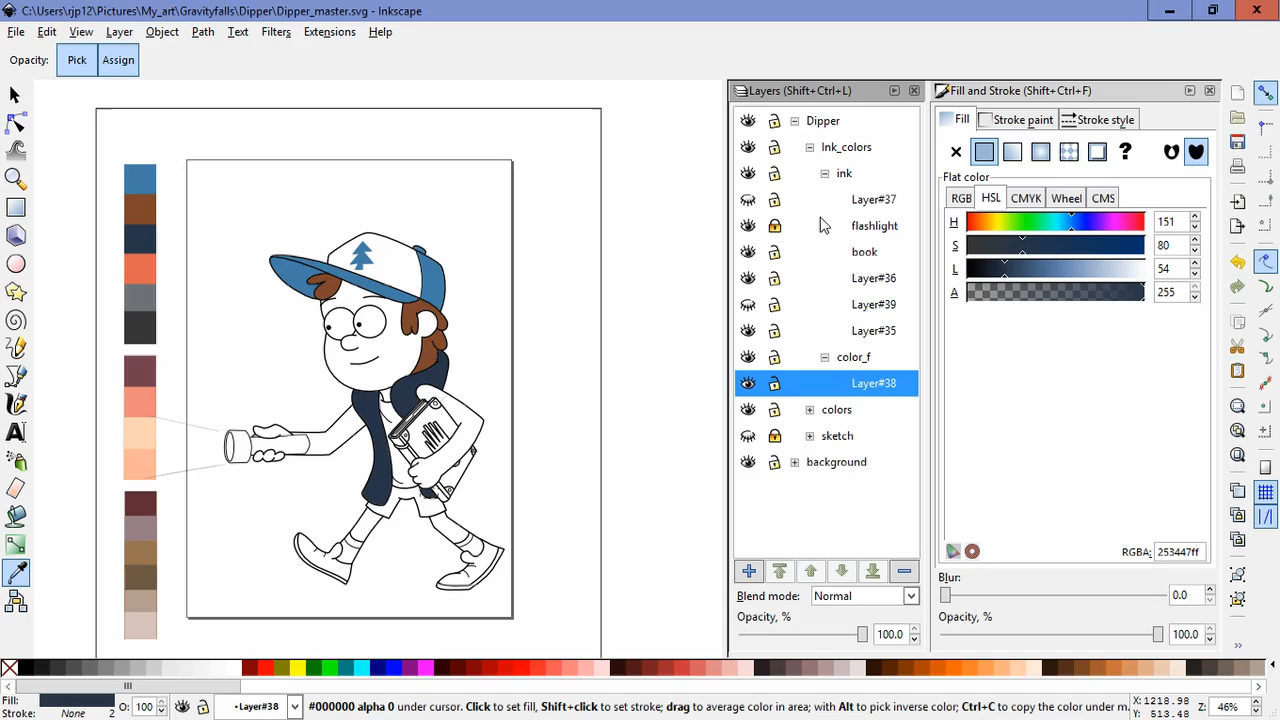 C:\Users\rjp12\Pictures\My_art\Gravityfalls\Dipper\Dipper_master.svg - Inkscape
File Edit View Layer Object Path Text Filters Extensions Help
Opacity: Pick Assign
Layers (Shift+Ctrl+L)
Dipper
Ink_colors
ink
Layer#37
flashlight
book
Layer#36
Layer#39
Layer#35
color_f
Layer#38
colors
sketch
background
Blend mode: Normal
Opacity, %
100.0
Fill and Stroke (Shift+Ctrl+F)
Fill Stroke paint Stroke style
Flat color
RGB HSL CMYK Wheel CMS
H 151
S 80
L 54
A 255
RGBA: 253447ff
Blur:
0.0
Opacity, %
100.0
Fill: O: 100 •Layer#38 #000000 alpha 0 under cursor. Click to set fill, Shift+click to set stroke; drag to average color in area; with Alt to pick inverse color; Ctrl+C to copy the color under m... X:1218.98 Z: 46%
Stroke: None 2 Y: 513.48